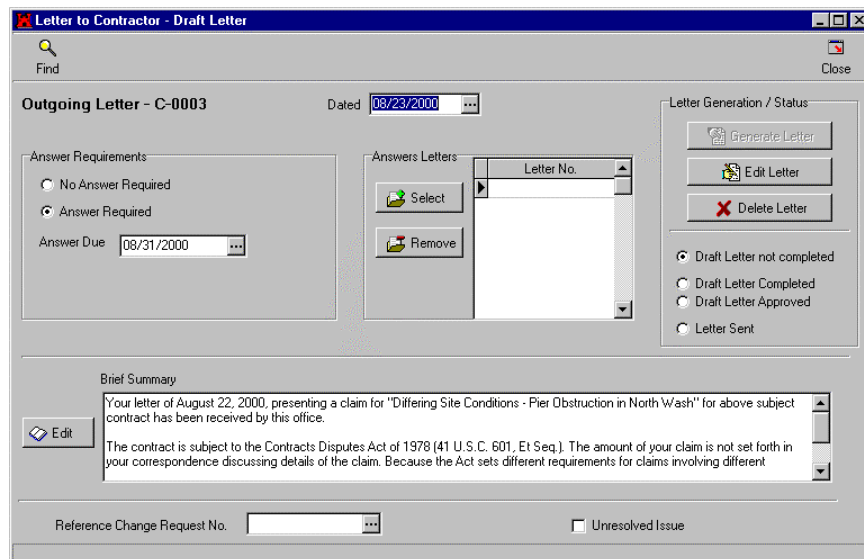 Letter to Contractor - Draft Letter
Find
Close
Outgoing Letter - C-0003
Dated 08/23/2000 ...
Letter Generation / Status
Generate Letter
Edit Letter
Delete Letter
Draft Letter not completed
Draft Letter Completed
Draft Letter Approved
Letter Sent
Answer Requirements
No Answer Required
Answer Required
Answer Due 08/31/2000 ...
Answers Letters
Select
Remove
Letter No.
Brief Summary
Edit
Your letter of August 22, 2000, presenting a claim for "Differing Site Conditions - Pier Obstruction in North Wash" for above subject
contract has been received by this office.
The contract is subject to the Contracts Disputes Act of 1978 (41 U.S.C. 601, Et Seq.). The amount of your claim is not set forth in
your correspondence discussing details of the claim. Because the Act sets different requirements for claims involving different
Reference Change Request No. ...
Unresolved Issue